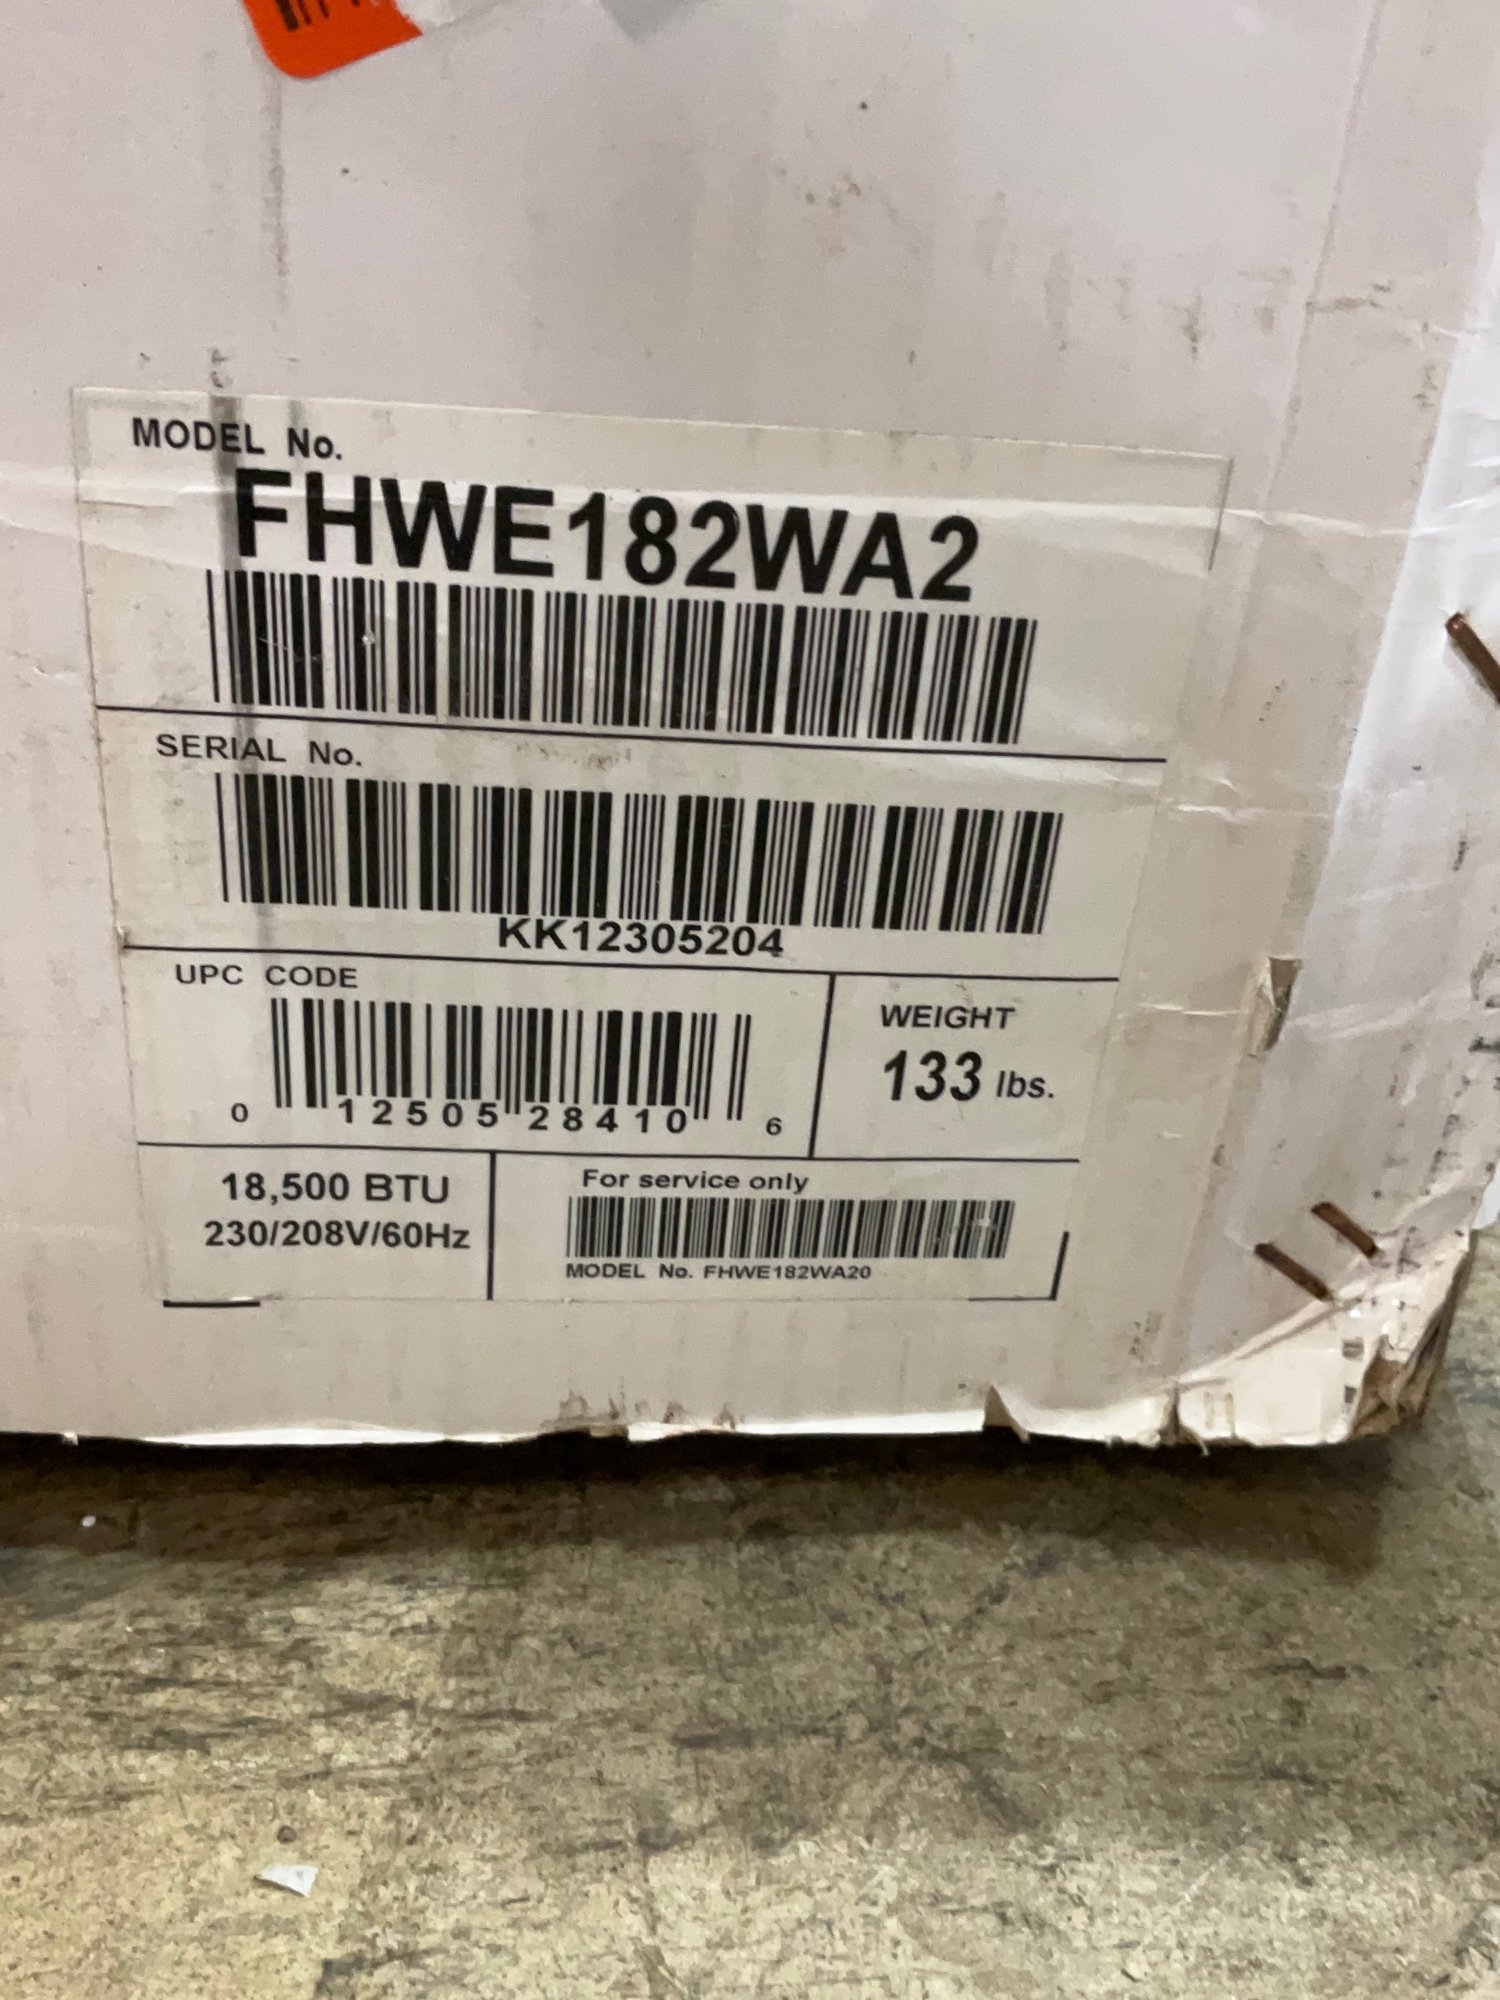 MODEL No.
FHWE182WA2
SERIAL No.
KK12305204
UPC CODE
0 12505 28410 6
WEIGHT
133 lbs.
18,500 BTU
230/208V/60Hz
For service only
MODEL No. FHWE182WA20